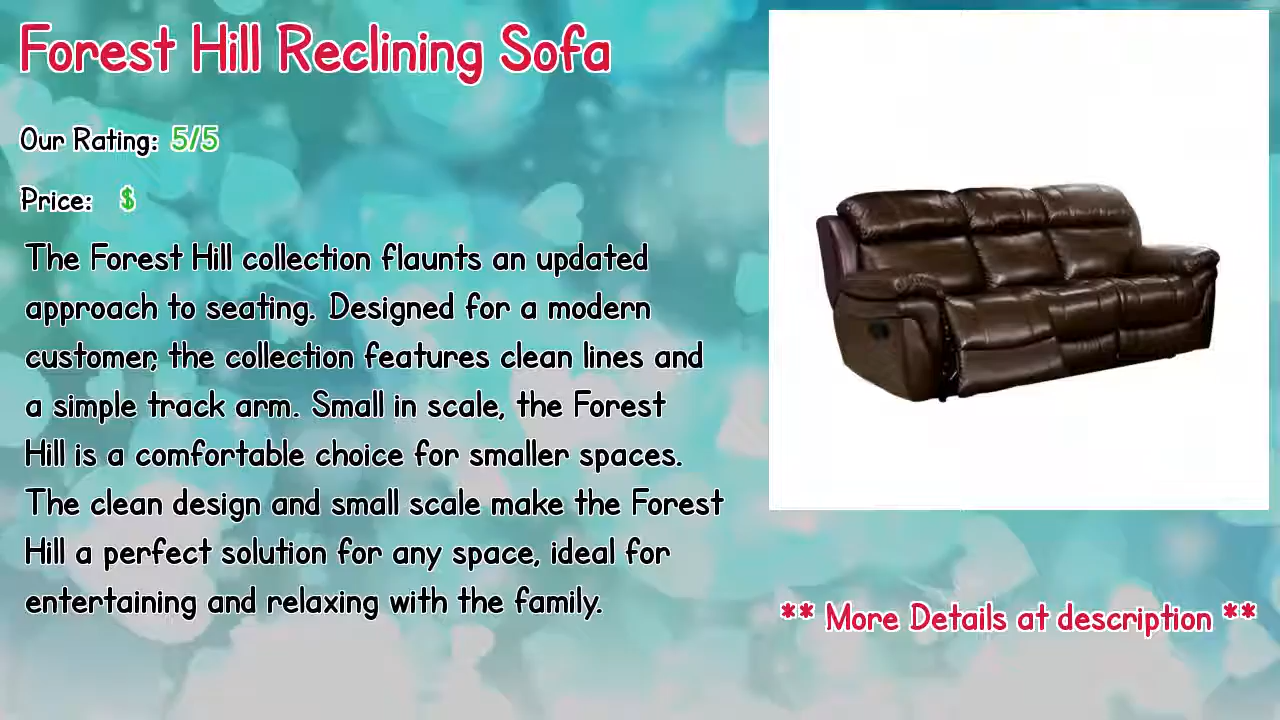 Forest Hill Reclining Sofa
Our Rating: 5/5
Price: $
The Forest Hill collection flaunts an updated
approach to seating. Designed for a modern
customer, the collection features clean lines and
a simple track arm. Small in scale, the Forest
Hill is a comfortable choice for smaller spaces.
The clean design and small scale make the Forest
Hill a perfect solution for any space, ideal for
entertaining and relaxing with the family.
** More Details at description **